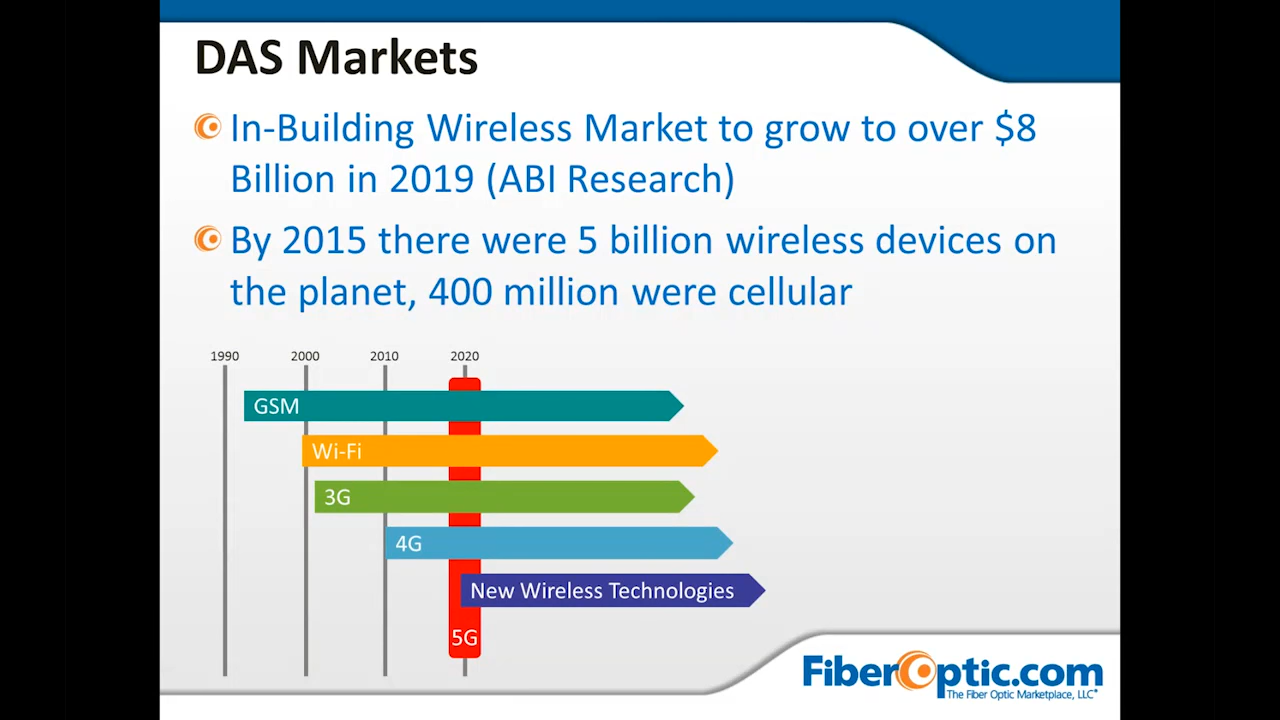 DAS Markets
In-Building Wireless Market to grow to over $8
Billion in 2019 (ABI Research)
By 2015 there were 5 billion wireless devices on
the planet, 400 million were cellular
1990 2000 2010 2020
GSM
Wi-Fi
3G
4G
New Wireless Technologies
5G
FiberOptic.com
The Fiber Optic Marketplace, LLC